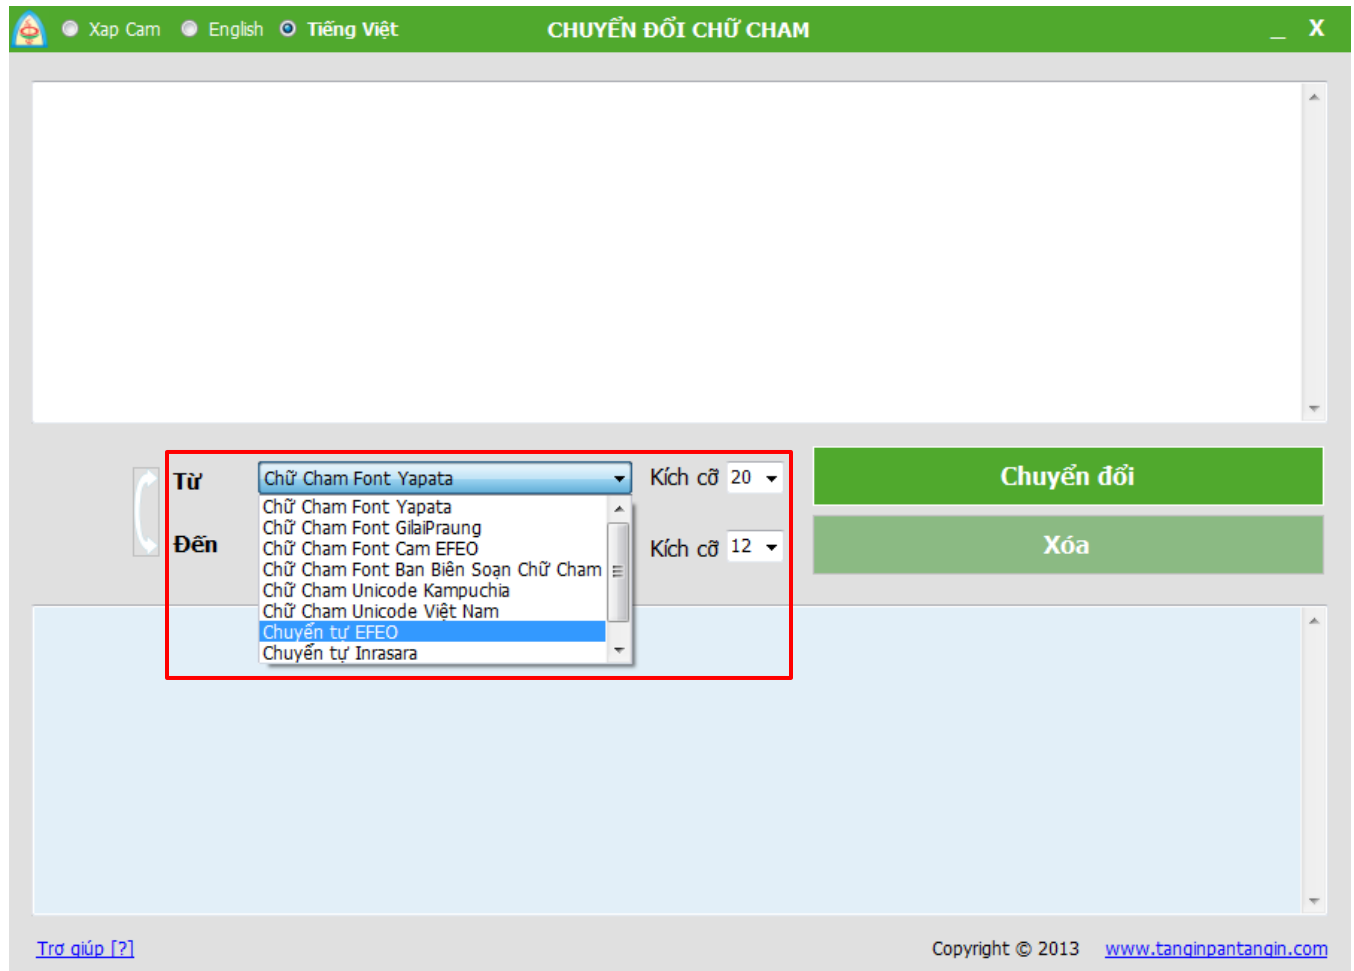 Xap Cam English Tiếng Việt CHUYỂN ĐỔI CHỮ CHAM _ X
Từ Chữ Cham Font Yapata Kích cỡ 20 Chuyển đổi
Chữ Cham Font Yapata
Chữ Cham Font GilaiPraung
Đến Chữ Cham Font Cam EFEO Kích cỡ 12 Xóa
Chữ Cham Font Ban Biên Soạn Chữ Cham
Chữ Cham Unicode Kampuchia
Chữ Cham Unicode Việt Nam
Chuyển tự EFEO
Chuyển tự Inrasara
Trợ giúp [?] Copyright © 2013 www.tanginpantangin.com